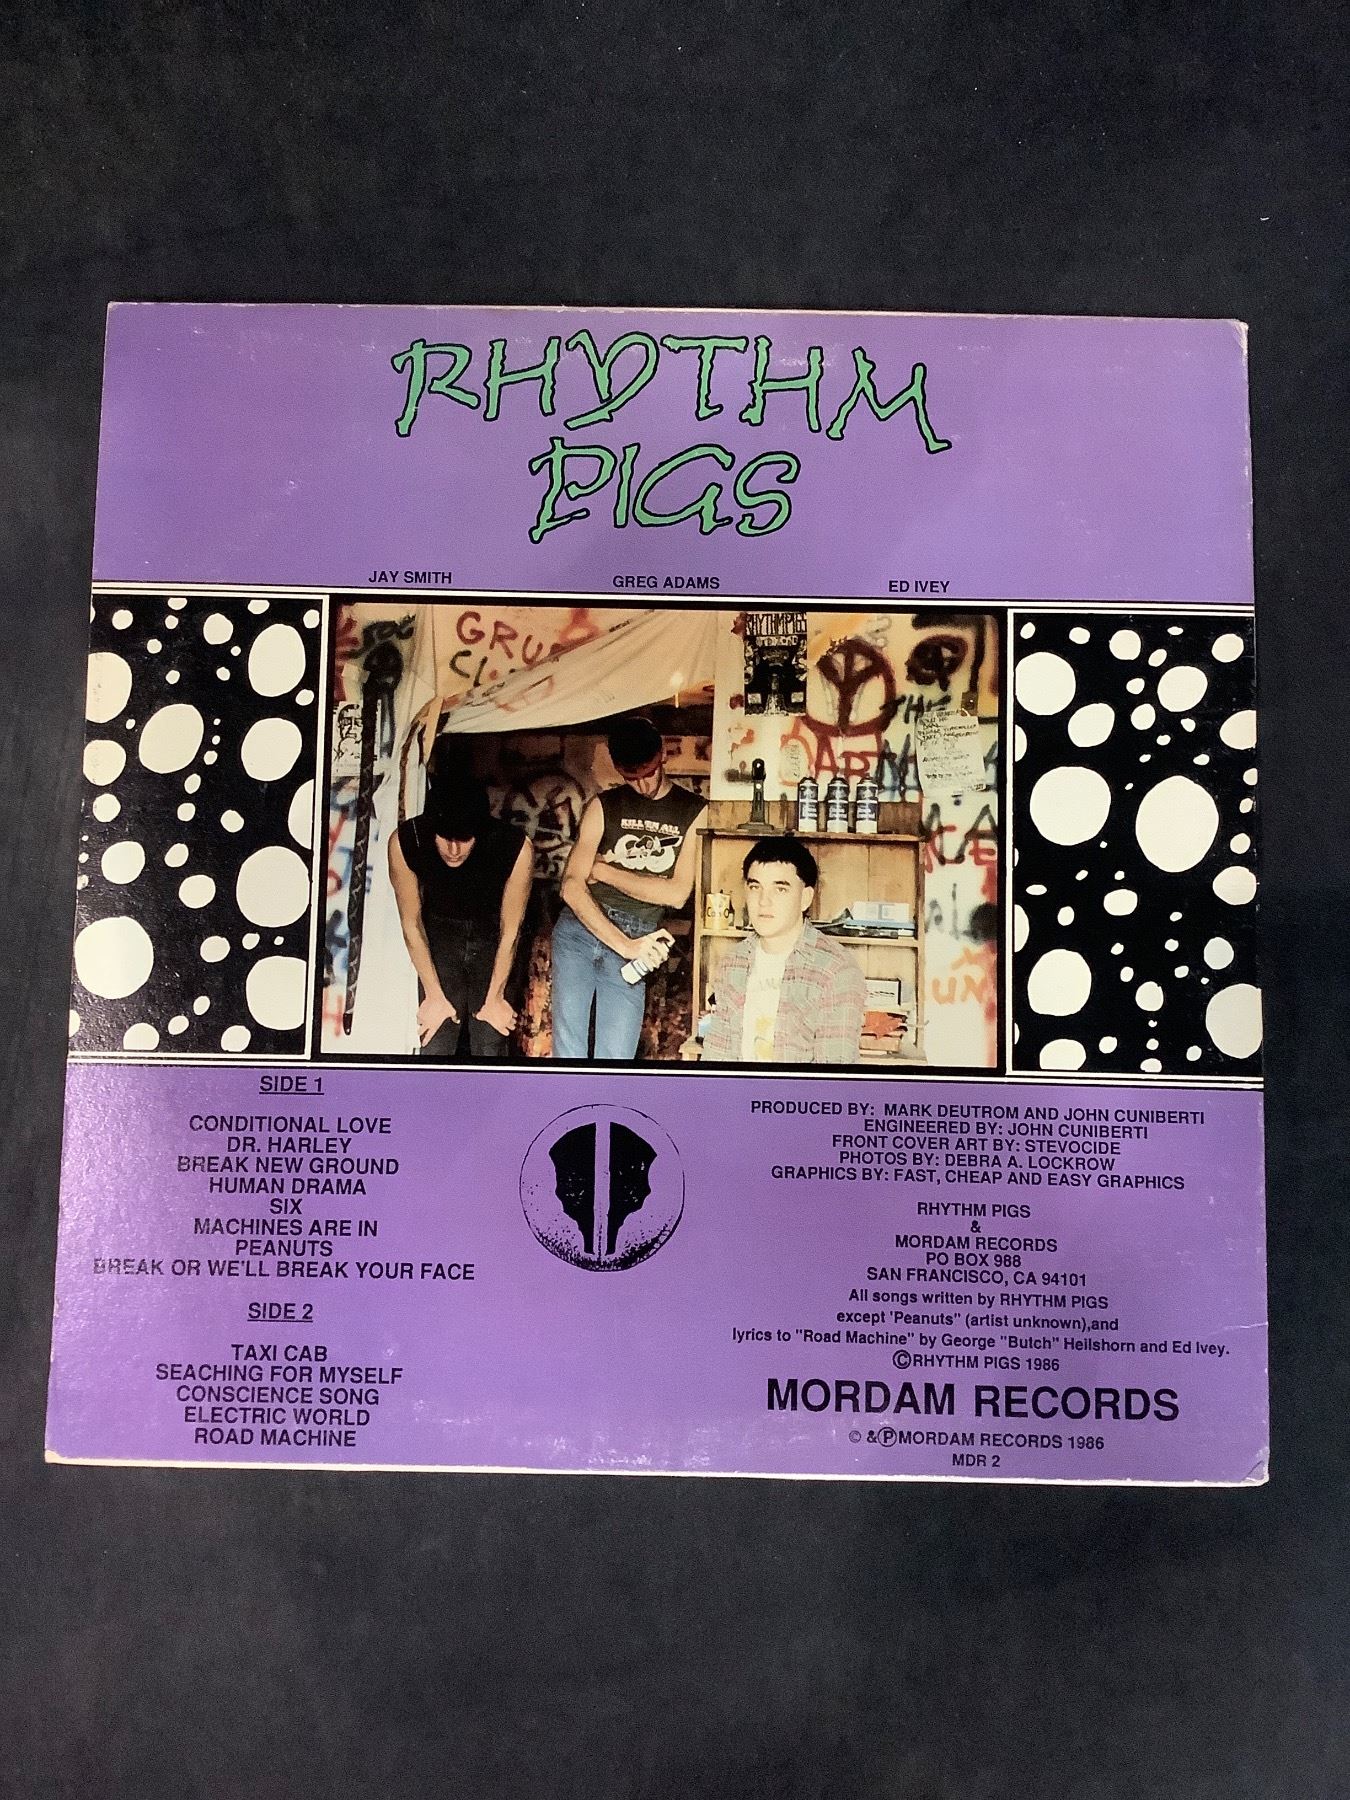 RHYTHM
PIGS
JAY SMITH
GREG ADAMS
ED IVEY
KILL EM ALL
SIDE 1
CONDITIONAL LOVE
DR. HARLEY
BREAK NEW GROUND
HUMAN DRAMA
SIX
MACHINES ARE IN
PEANUTS
BREAK OR WE'LL BREAK YOUR FACE
SIDE 2
TAXI CAB
SEACHING FOR MYSELF
CONSCIENCE SONG
ELECTRIC WORLD
ROAD MACHINE
PRODUCED BY: MARK DEUTROM AND JOHN CUNIBERTI
ENGINEERED BY: JOHN CUNIBERTI
FRONT COVER ART BY: STEVOCIDE
PHOTOS BY: DEBRA A. LOCKROW
GRAPHICS BY: FAST, CHEAP AND EASY GRAPHICS
RHYTHM PIGS
&
MORDAM RECORDS
PO BOX 988
SAN FRANCISCO, CA 94101
All songs written by RHYTHM PIGS
except 'Peanuts" (artist unknown),and
lyrics to "Road Machine" by George "Butch" Heilshorn and Ed Ivey.
©RHYTHM PIGS 1986
MORDAM RECORDS
© &℗MORDAM RECORDS 1986
MDR 2